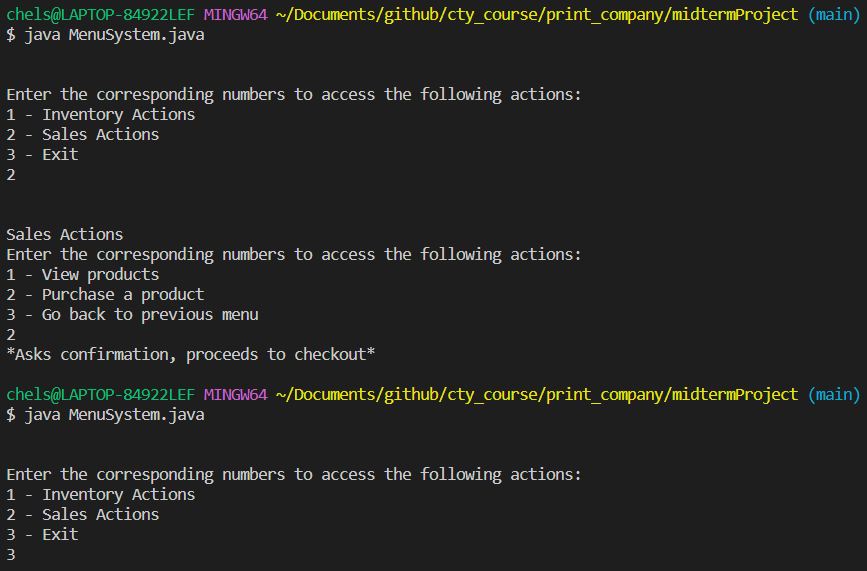 chels@LAPTOP-84922LEF MINGW64 ~/Documents/github/cty_course/print_company/midtermProject (main)
$ java MenuSystem.java
Enter the corresponding numbers to access the following actions:
1 - Inventory Actions
2 - Sales Actions
3 - Exit
2
Sales Actions
Enter the corresponding numbers to access the following actions:
1 - View products
2 - Purchase a product
3 - Go back to previous menu
2
*Asks confirmation, proceeds to checkout*
chels@LAPTOP-84922LEF MINGW64 ~/Documents/github/cty_course/print_company/midtermProject (main)
$ java MenuSystem.java
Enter the corresponding numbers to access the following actions:
1 - Inventory Actions
2 - Sales Actions
3 - Exit
3